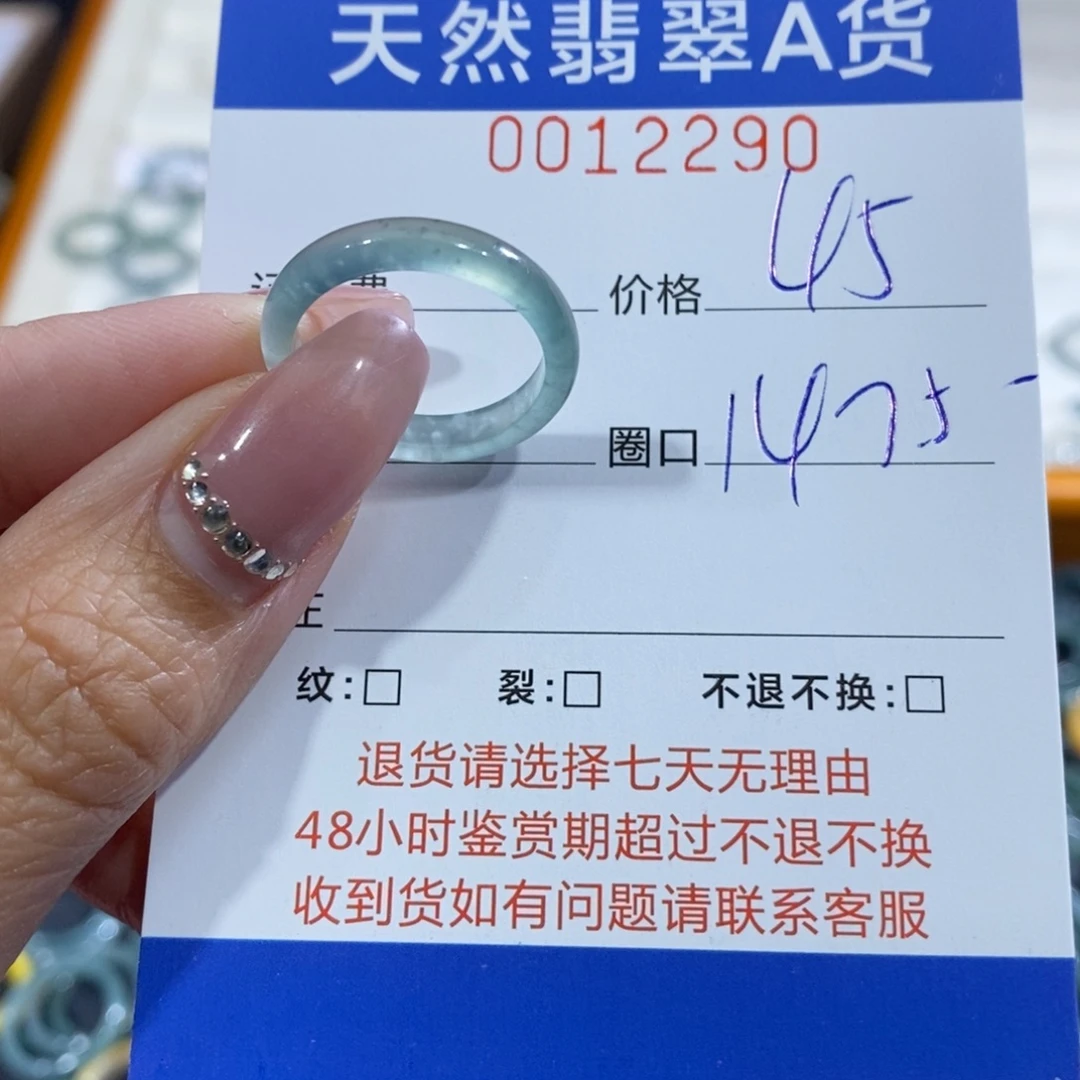 天然翡翠A货
0012290
价格 45
圈口 1475
纹:□ 裂:□ 不退不换:□
退货请选择七天无理由
48小时鉴赏期超过不退不换
收到货如有问题请联系客服